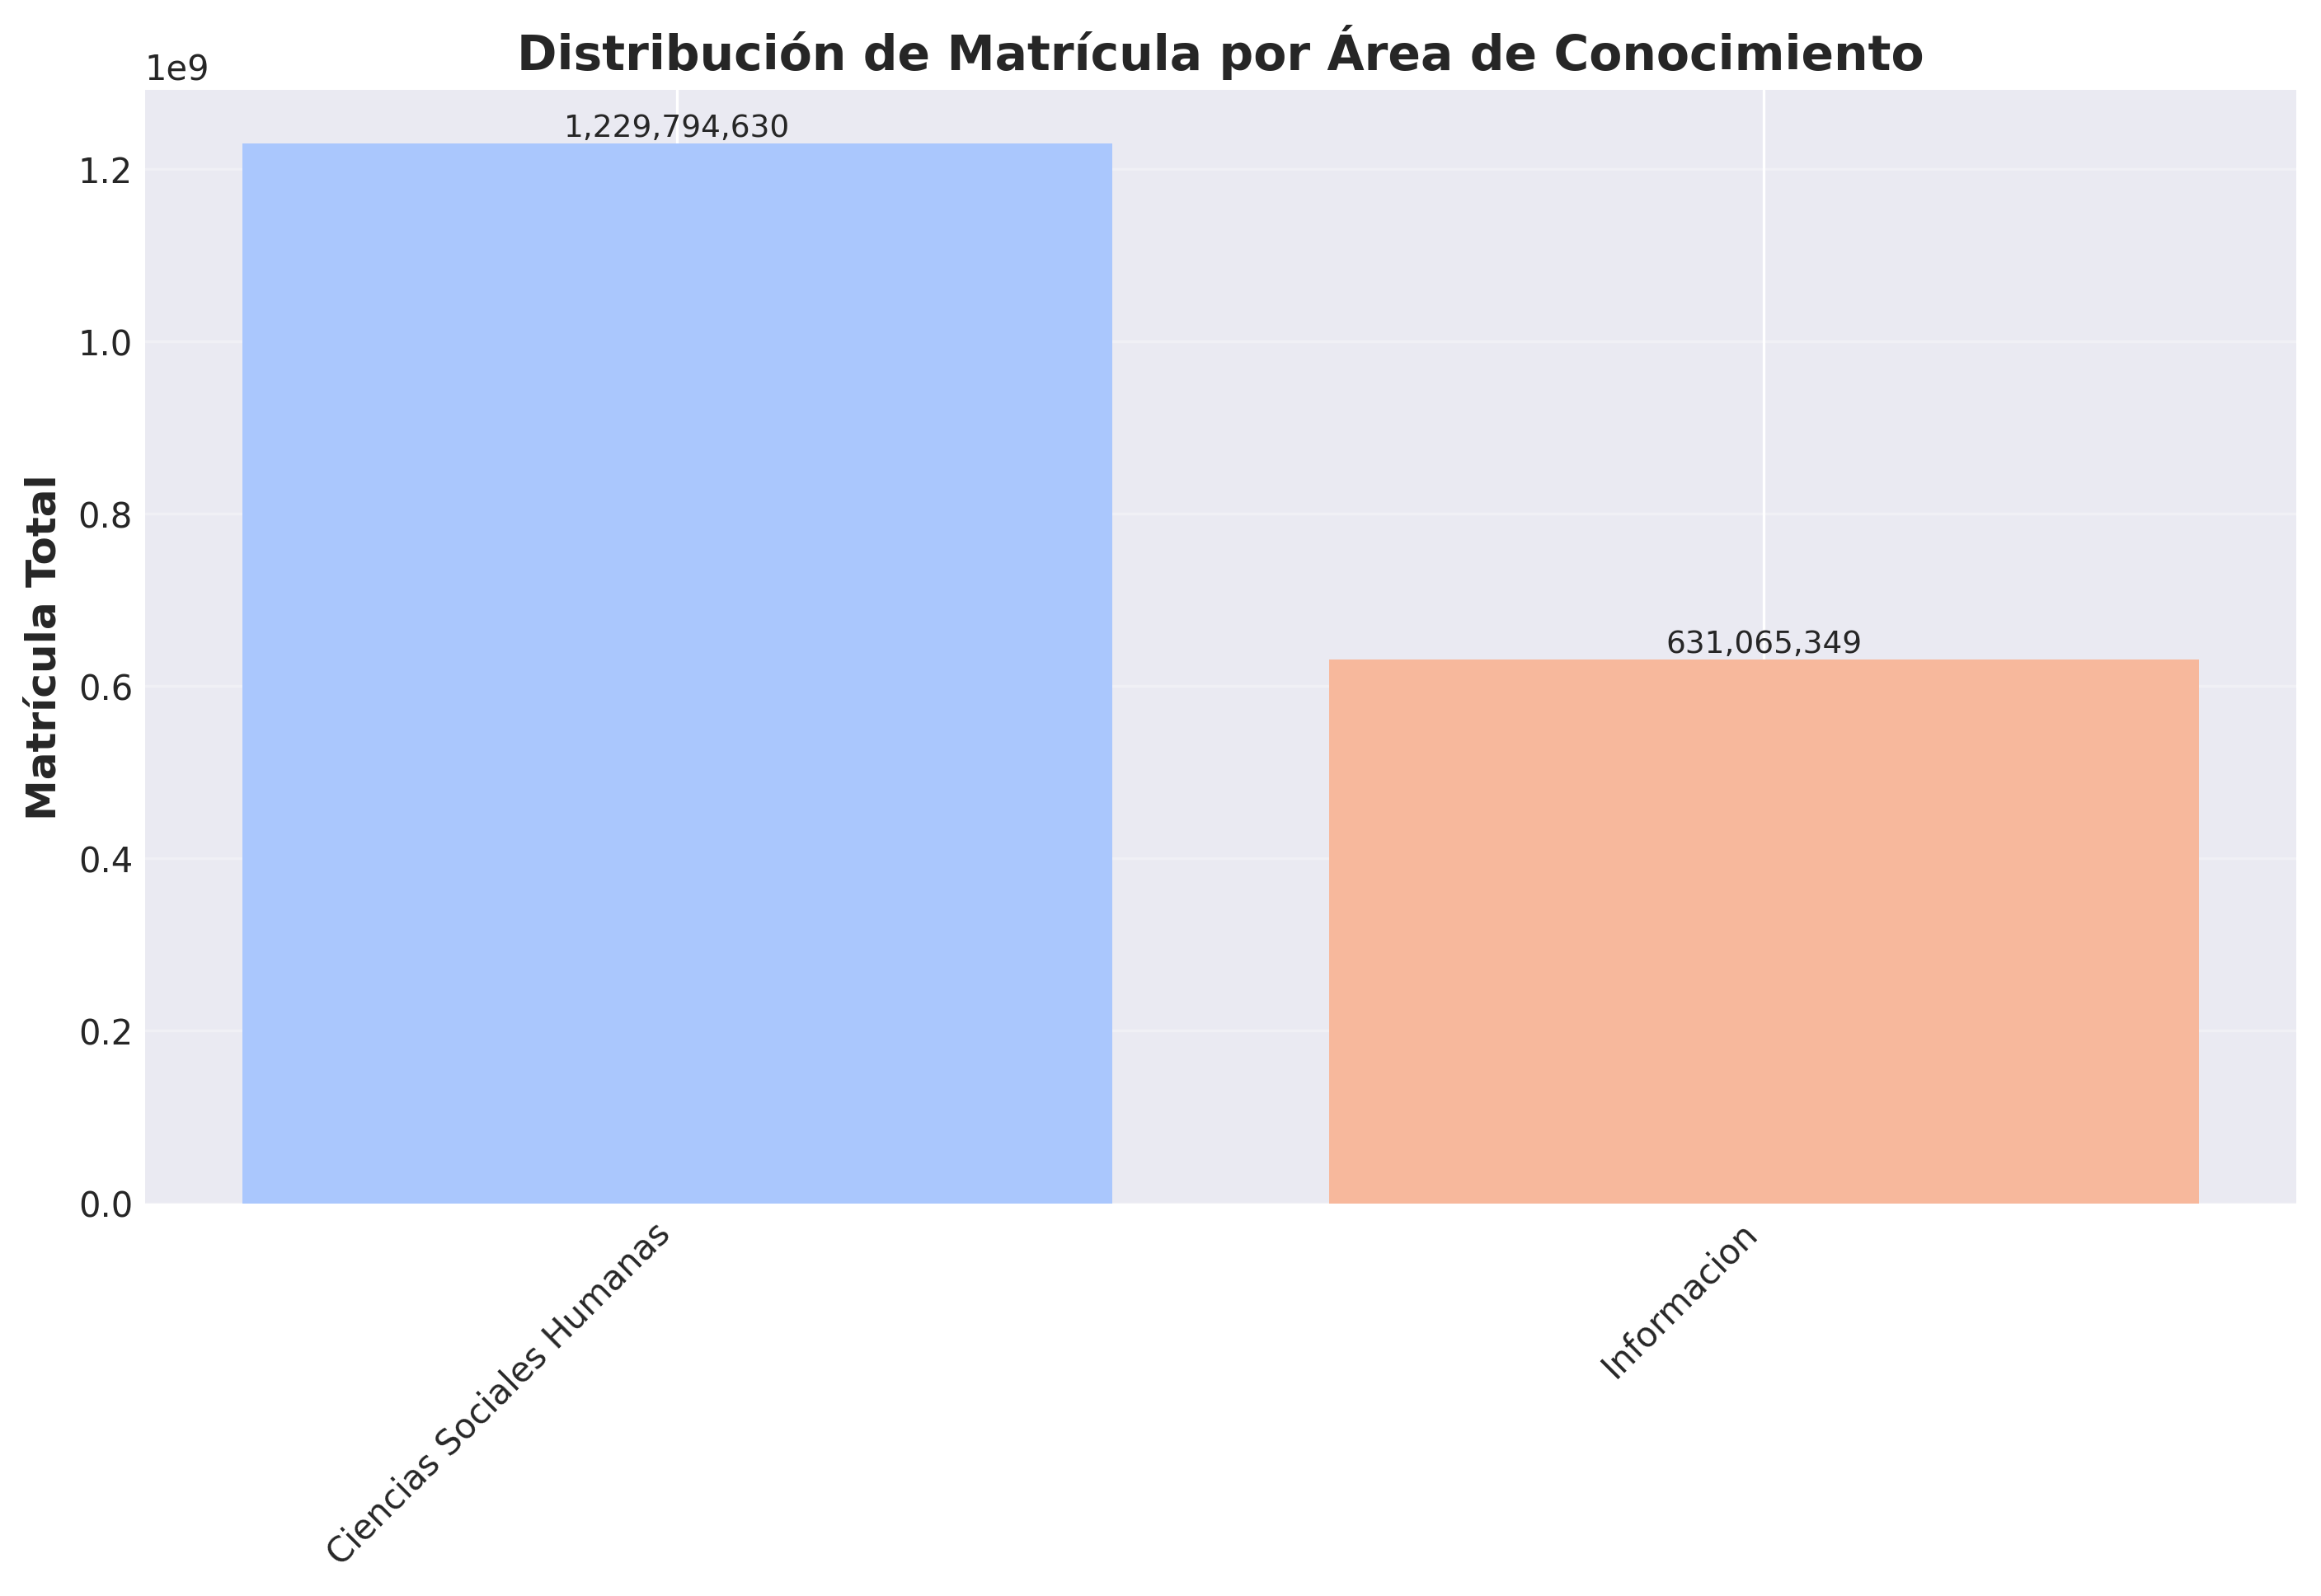 Distribución de Matrícula por Área de Conocimiento
1e9
1,229,794,630
631,065,349
1.2
1.0
0.8
0.6
0.4
0.2
0.0
Matrícula Total
Ciencias Sociales Humanas
Informacion